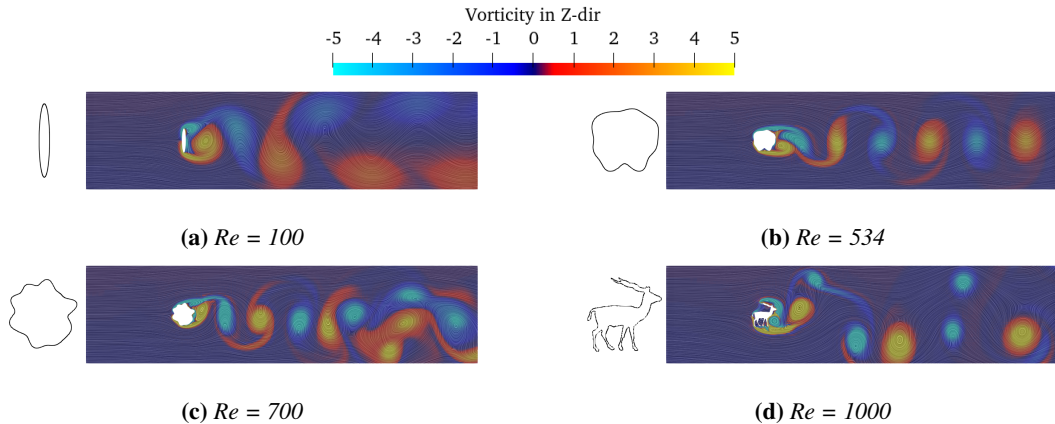 Vorticity in Z-dir
-5 -4 -3 -2 -1 0 1 2 3 4 5
(a) Re = 100
(b) Re = 534
(c) Re = 700
(d) Re = 1000